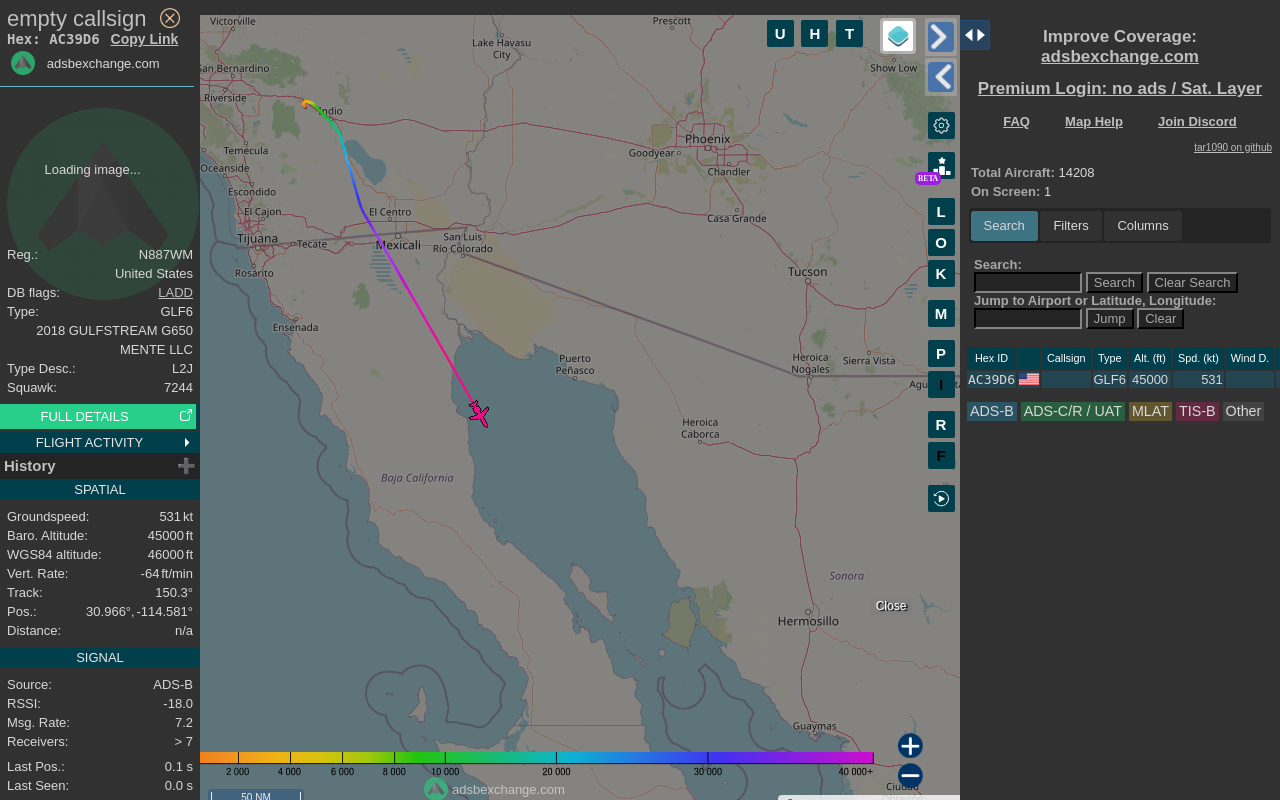 empty callsign
Hex: AC39D6 Copy Link
adsbexchange.com
Loading image...
Reg.: N887WM
United States
DB flags: LADD
Type: GLF6
2018 GULFSTREAM G650
MENTE LLC
Type Desc.: L2J
Squawk: 7244
FULL DETAILS
FLIGHT ACTIVITY
History
SPATIAL
Groundspeed: 531 kt
Baro. Altitude: 45000 ft
WGS84 altitude: 46000 ft
Vert. Rate: -64 ft/min
Track: 150.3°
Pos.: 30.966°, -114.581°
Distance: n/a
SIGNAL
Source: ADS-B
RSSI: -18.0
Msg. Rate: 7.2
Receivers: > 7
Last Pos.: 0.1 s
Last Seen: 0.0 s
Victorville
Prescott
Lake Havasu
City
San Bernardino
Show Low
Riverside
Indio
Phoenix
Temecula
Goodyear
Oceanside
Chandler
Escondido
El Cajon
El Centro
Casa Grande
Tijuana
Tecate
Mexicali
San Luis
Río Colorado
Rosarito
Tucson
Ensenada
Puerto
Peñasco
Heroica
Nogales
Sierra Vista
Agu
Heroica
Caborca
Baja California
Sonora
Hermosillo
Guaymas
Close
U H T
BETA
L
O
K
M
P
I
R
F
2 000 4 000 6 000 8 000 10 000 20 000 30 000 40 000+
adsbexchange.com
50 NM
Improve Coverage:
adsbexchange.com
Premium Login: no ads / Sat. Layer
FAQ Map Help Join Discord
tar1090 on github
Total Aircraft: 14208
On Screen: 1
Search Filters Columns
Search:
Search Clear Search
Jump to Airport or Latitude, Longitude:
Jump Clear
Hex ID Callsign Type Alt. (ft) Spd. (kt) Wind D.
AC39D6 GLF6 45000 531
ADS-B ADS-C/R / UAT MLAT TIS-B Other